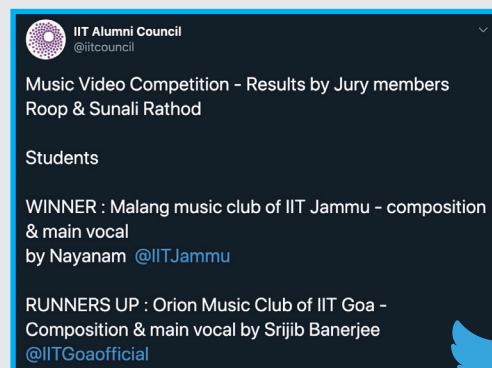 IIT Alumni Council
@iitcouncil
Music Video Competition - Results by Jury members
Roop & Sunali Rathod
Students
WINNER : Malang music club of IIT Jammu - composition
& main vocal
by Nayanam @IITJammu
RUNNERS UP : Orion Music Club of IIT Goa -
Composition & main vocal by Srijib Banerjee
@IITGoaofficial